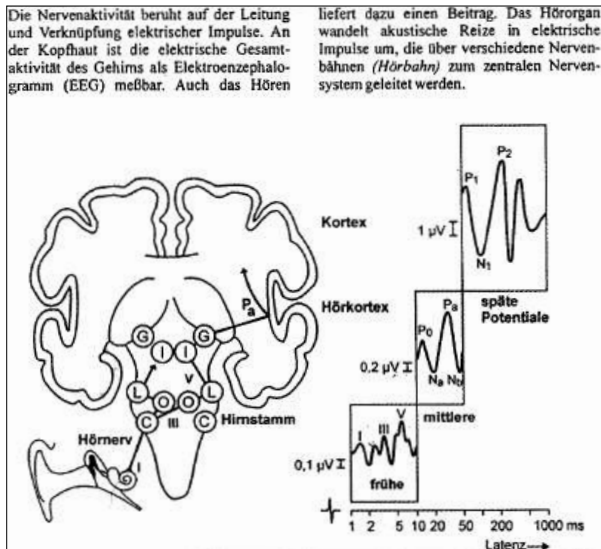 Die Nervenaktivität beruht auf der Leitung
und Verknüpfung elektrischer Impulse. An
der Kopfhaut ist die elektrische Gesamt-
aktivität des Gehirns als Elektroenzephalo-
gramm (EEG) meßbar. Auch das Hören
liefert dazu einen Beitrag. Das Hörorgan
wandelt akustische Reize in elektrische
Impulse um, die über verschiedene Nerven-
bahnen (Hörbahn) zum zentralen Nerven-
system geleitet werden.
Kortex
Hörkortex
Pa
G G
I I
V
L L
O O
III
C C
Hirnstamm
Hörnerv
I
P1 P2
1 µV
N1
späte
Potentiale
P0 Pa
0,2 µV
Na Nb
mittlere
I III V
0,1 µV
frühe
1 2 5 10 20 50 200 1000 ms
Latenz